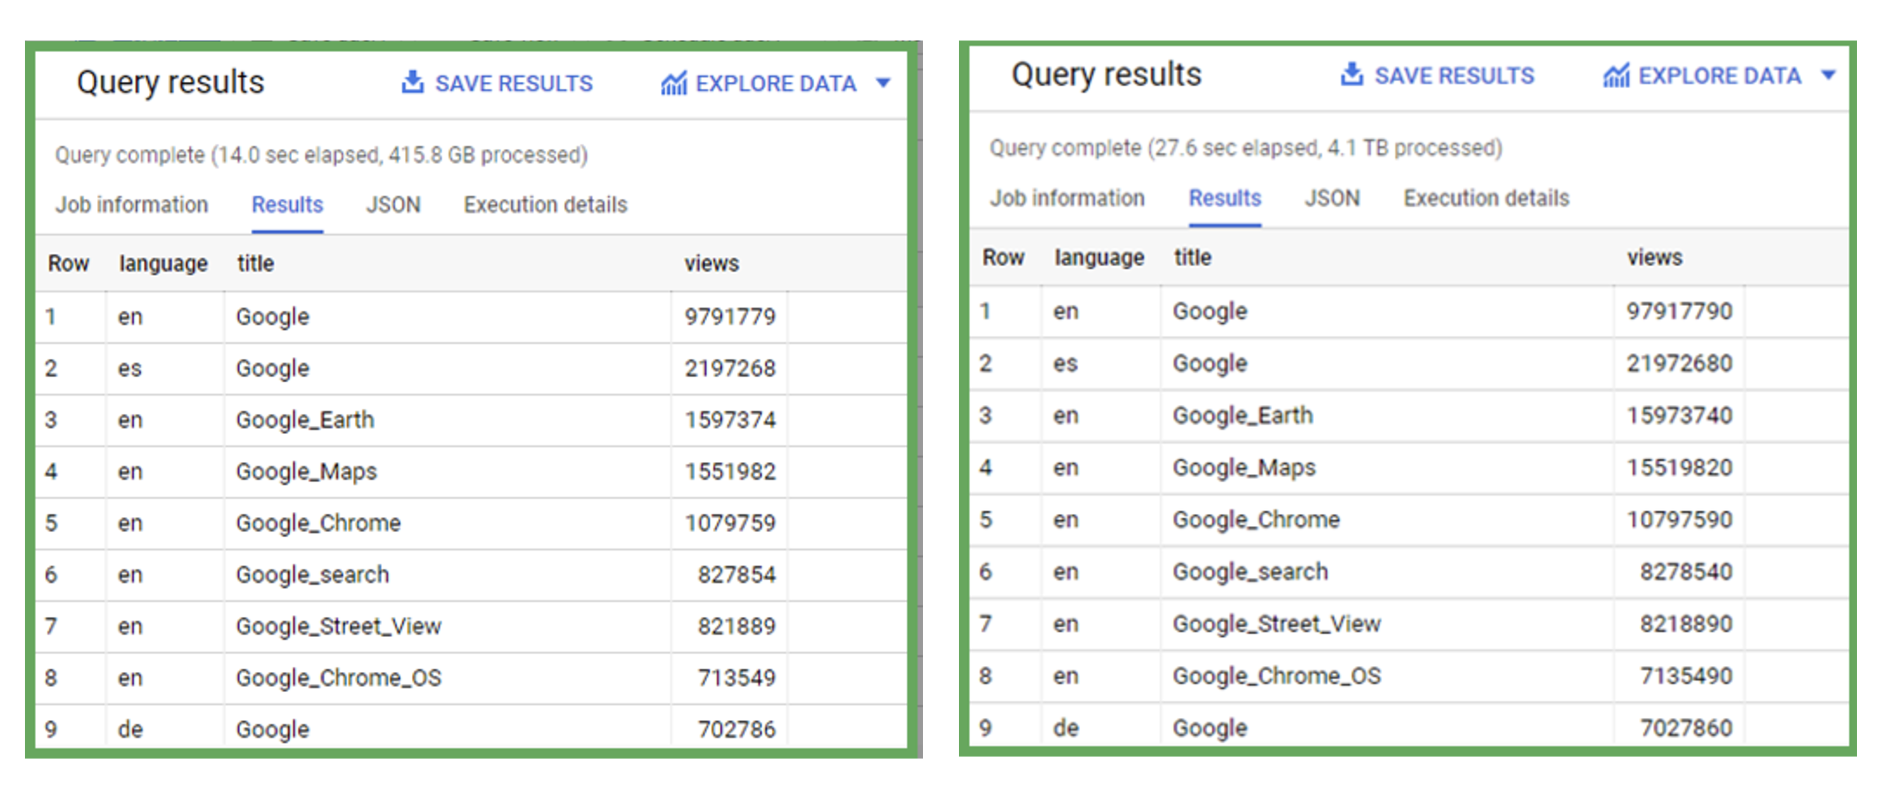 Query results SAVE RESULTS EXPLORE DATA
Query complete (14.0 sec elapsed, 415.8 GB processed)
Job information Results JSON Execution details
Row language title views
1 en Google 9791779
2 es Google 2197268
3 en Google_Earth 1597374
4 en Google_Maps 1551982
5 en Google_Chrome 1079759
6 en Google_search 827854
7 en Google_Street_View 821889
8 en Google_Chrome_OS 713549
9 de Google 702786
Query results SAVE RESULTS EXPLORE DATA
Query complete (27.6 sec elapsed, 4.1 TB processed)
Job information Results JSON Execution details
Row language title views
1 en Google 97917790
2 es Google 21972680
3 en Google_Earth 15973740
4 en Google_Maps 15519820
5 en Google_Chrome 10797590
6 en Google_search 8278540
7 en Google_Street_View 8218890
8 en Google_Chrome_OS 7135490
9 de Google 7027860